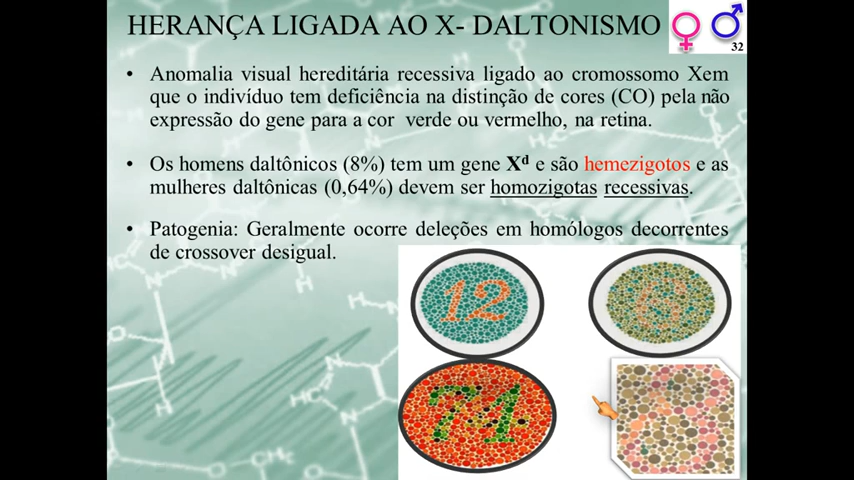 HERANÇA LIGADA AO X- DALTONISMO
32
• Anomalia visual hereditária recessiva ligado ao cromossomo Xem
que o indivíduo tem deficiência na distinção de cores (CO) pela não
expressão do gene para a cor verde ou vermelho, na retina.
• Os homens daltônicos (8%) tem um gene Xᵈ e são hemezigotos e as
mulheres daltônicas (0,64%) devem ser homozigotas recessivas.
• Patogenia: Geralmente ocorre deleções em homólogos decorrentes
de crossover desigual.
12
74